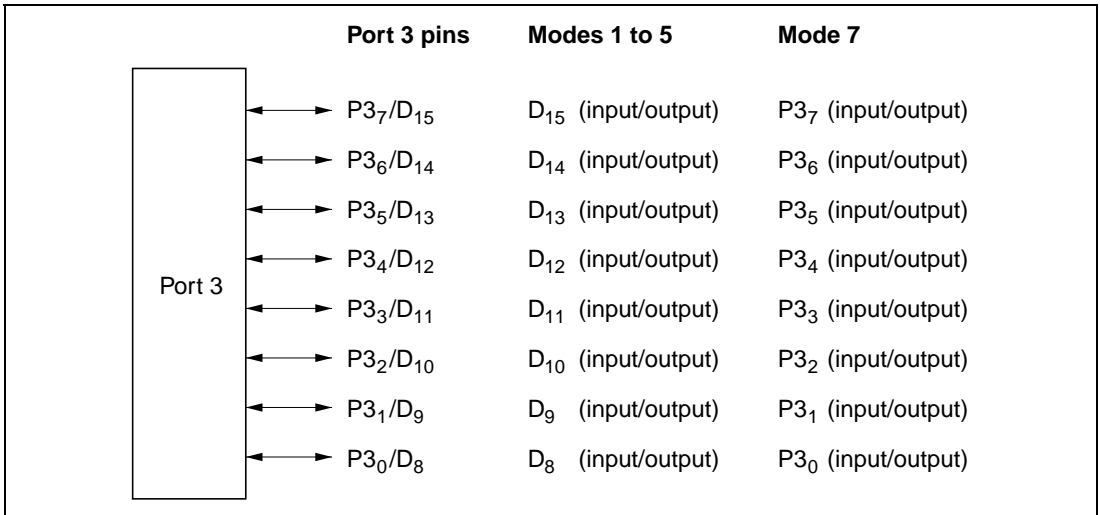 Port 3 pins Modes 1 to 5 Mode 7
P3₇/D₁₅ D₁₅ (input/output) P3₇ (input/output)
P3₆/D₁₄ D₁₄ (input/output) P3₆ (input/output)
P3₅/D₁₃ D₁₃ (input/output) P3₅ (input/output)
P3₄/D₁₂ D₁₂ (input/output) P3₄ (input/output)
Port 3
P3₃/D₁₁ D₁₁ (input/output) P3₃ (input/output)
P3₂/D₁₀ D₁₀ (input/output) P3₂ (input/output)
P3₁/D₉ D₉ (input/output) P3₁ (input/output)
P3₀/D₈ D₈ (input/output) P3₀ (input/output)